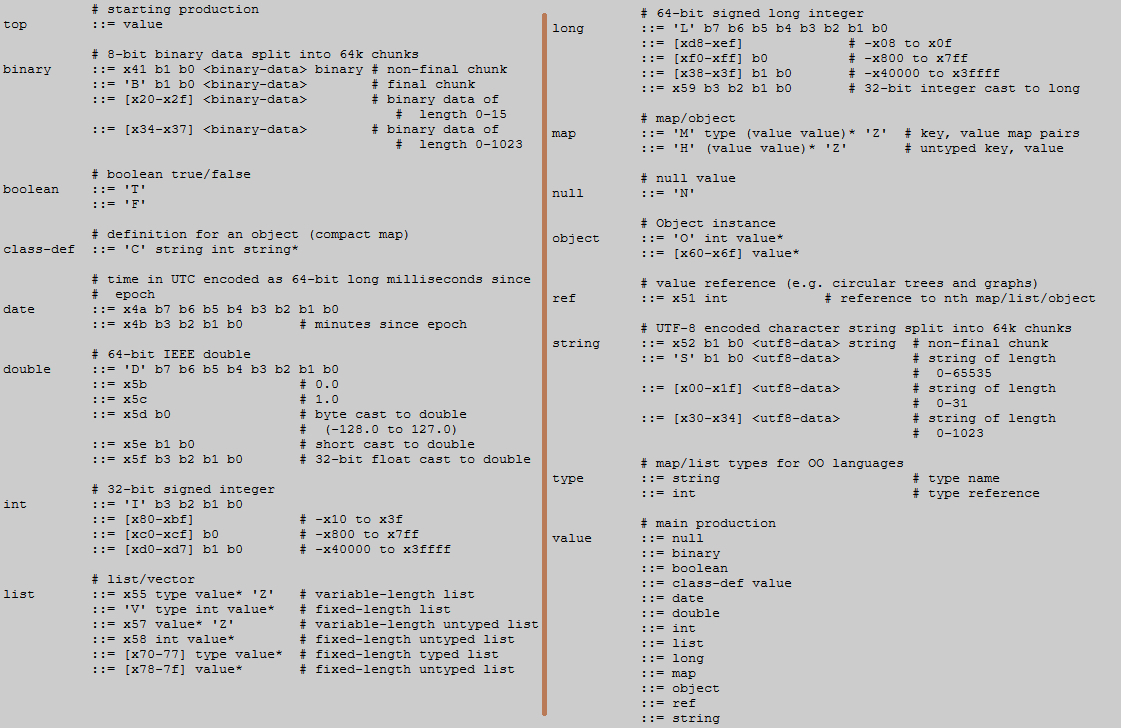 # starting production
top        ::= value

           # 8-bit binary data split into 64k chunks
binary     ::= x41 b1 b0 <binary-data> binary # non-final chunk
           ::= 'B' b1 b0 <binary-data>        # final chunk
           ::= [x20-x2f] <binary-data>        # binary data of
                                                 #  length 0-15
           ::= [x34-x37] <binary-data>        # binary data of
                                                 #  length 0-1023

           # boolean true/false
boolean    ::= 'T'
           ::= 'F'

           # definition for an object (compact map)
class-def  ::= 'C' string int string*

           # time in UTC encoded as 64-bit long milliseconds since
           #  epoch
date       ::= x4a b7 b6 b5 b4 b3 b2 b1 b0
           ::= x4b b3 b2 b1 b0       # minutes since epoch

           # 64-bit IEEE double
double     ::= 'D' b7 b6 b5 b4 b3 b2 b1 b0
           ::= x5b                   # 0.0
           ::= x5c                   # 1.0
           ::= x5d b0                # byte cast to double
                                     #  (-128.0 to 127.0)
           ::= x5e b1 b0             # short cast to double
           ::= x5f b3 b2 b1 b0       # 32-bit float cast to double

           # 32-bit signed integer
int        ::= 'I' b3 b2 b1 b0
           ::= [x80-xbf]             # -x10 to x3f
           ::= [xc0-xcf] b0          # -x800 to x7ff
           ::= [xd0-xd7] b1 b0       # -x40000 to x3ffff

           # list/vector
list       ::= x55 type value* 'Z'   # variable-length list
           ::= 'V' type int value*   # fixed-length list
           ::= x57 value* 'Z'        # variable-length untyped list
           ::= x58 int value*        # fixed-length untyped list
           ::= [x70-77] type value*  # fixed-length typed list
           ::= [x78-7f] value*       # fixed-length untyped list

           # 64-bit signed long integer
long       ::= 'L' b7 b6 b5 b4 b3 b2 b1 b0
           ::= [xd8-xef]             # -x08 to x0f
           ::= [xf0-xff] b0          # -x800 to x7ff
           ::= [x38-x3f] b1 b0       # -x40000 to x3ffff
           ::= x59 b3 b2 b1 b0       # 32-bit integer cast to long

           # map/object
map        ::= 'M' type (value value)* 'Z'  # key, value map pairs
           ::= 'H' (value value)* 'Z'       # untyped key, value

           # null value
null       ::= 'N'

           # Object instance
object     ::= 'O' int value*
           ::= [x60-x6f] value*

           # value reference (e.g. circular trees and graphs)
ref        ::= x51 int            # reference to nth map/list/object

           # UTF-8 encoded character string split into 64k chunks
string     ::= x52 b1 b0 <utf8-data> string  # non-final chunk
           ::= 'S' b1 b0 <utf8-data>         # string of length
                                             #  0-65535
           ::= [x00-x1f] <utf8-data>         # string of length
                                             #  0-31
           ::= [x30-x34] <utf8-data>         # string of length
                                             #  0-1023

           # map/list types for OO languages
type       ::= string                        # type name
           ::= int                           # type reference

           # main production
value      ::= null
           ::= binary
           ::= boolean
           ::= class-def value
           ::= date
           ::= double
           ::= int
           ::= list
           ::= long
           ::= map
           ::= object
           ::= ref
           ::= string